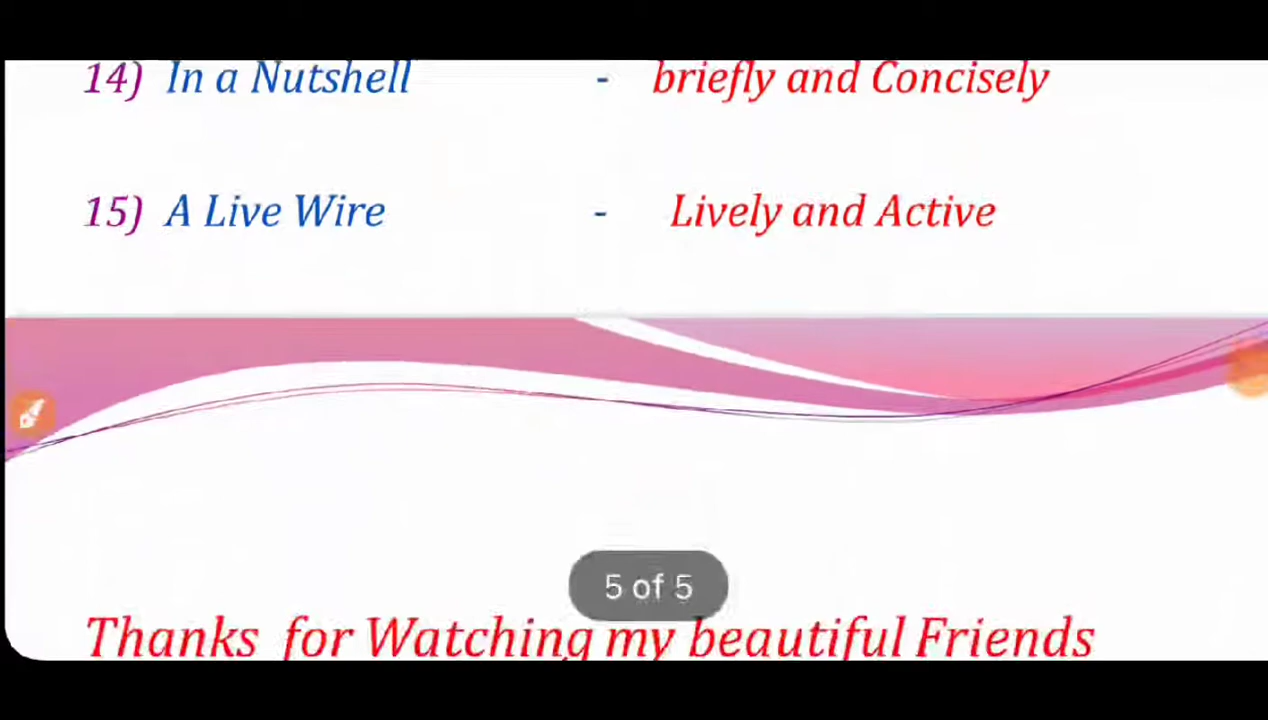 14) In a Nutshell - briefly and Concisely
15) A Live Wire - Lively and Active
5 of 5
Thanks for Watching my beautiful Friends